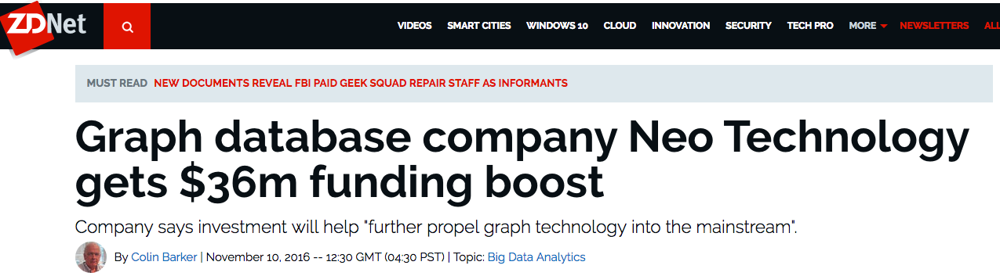 ZDNet
VIDEOS SMART CITIES WINDOWS 10 CLOUD INNOVATION SECURITY TECH PRO MORE NEWSLETTERS ALL
MUST READ NEW DOCUMENTS REVEAL FBI PAID GEEK SQUAD REPAIR STAFF AS INFORMANTS
Graph database company Neo Technology
gets $36m funding boost
Company says investment will help "further propel graph technology into the mainstream".
By Colin Barker | November 10, 2016 -- 12:30 GMT (04:30 PST) | Topic: Big Data Analytics